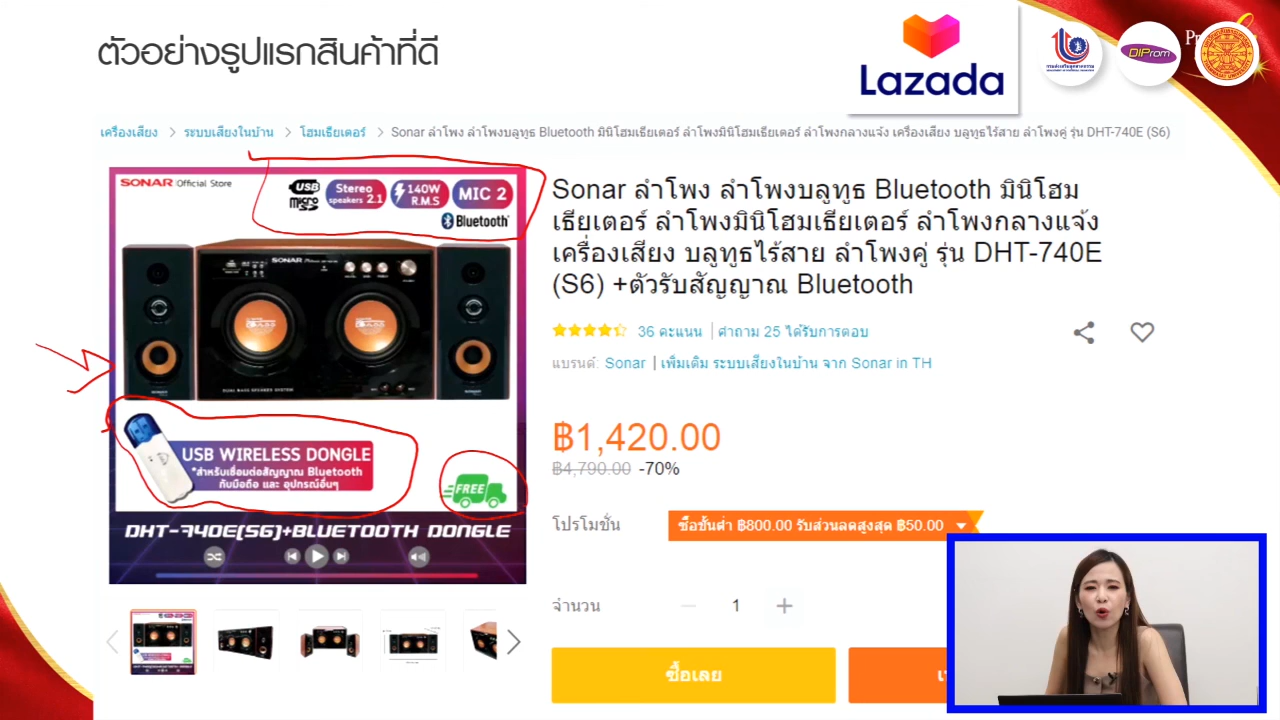 ตัวอย่างรูปแรกสินค้าที่ดี
Lazada
DIProm
เครื่องเสียง > ระบบเสียงในบ้าน > โฮมเธียเตอร์ > Sonar ลำโพง ลำโพงบลูทูธ Bluetooth มินิโฮมเธียเตอร์ ลำโพงมินิโฮมเธียเตอร์ ลำโพงกลางแจ้ง เครื่องเสียง บลูทูธไร้สาย ลำโพงคู่ รุ่น DHT-740E (S6)
SONAR Official Store
USB
micro
Stereo
speakers 2.1
140W
R.M.S
MIC 2
Bluetooth
SONAR
DUAL BASS SPEAKER SYSTEM
USB WIRELESS DONGLE
*สำหรับเชื่อมต่อสัญญาณ Bluetooth
กับมือถือ และ อุปกรณ์อื่นๆ
FREE
DHT-740E(S6)+BLUETOOTH DONGLE
Sonar ลำโพง ลำโพงบลูทูธ Bluetooth มินิโฮม
เธียเตอร์ ลำโพงมินิโฮมเธียเตอร์ ลำโพงกลางแจ้ง
เครื่องเสียง บลูทูธไร้สาย ลำโพงคู่ รุ่น DHT-740E
(S6) +ตัวรับสัญญาณ Bluetooth
36 คะแนน | คำถาม 25 ได้รับการตอบ
แบรนด์: Sonar | เพิ่มเติม ระบบเสียงในบ้าน จาก Sonar in TH
฿1,420.00
฿4,790.00 -70%
โปรโมชั่น
ซื้อขั้นต่ำ ฿800.00 รับส่วนลดสูงสุด ฿50.00
จำนวน
1
ซื้อเลย